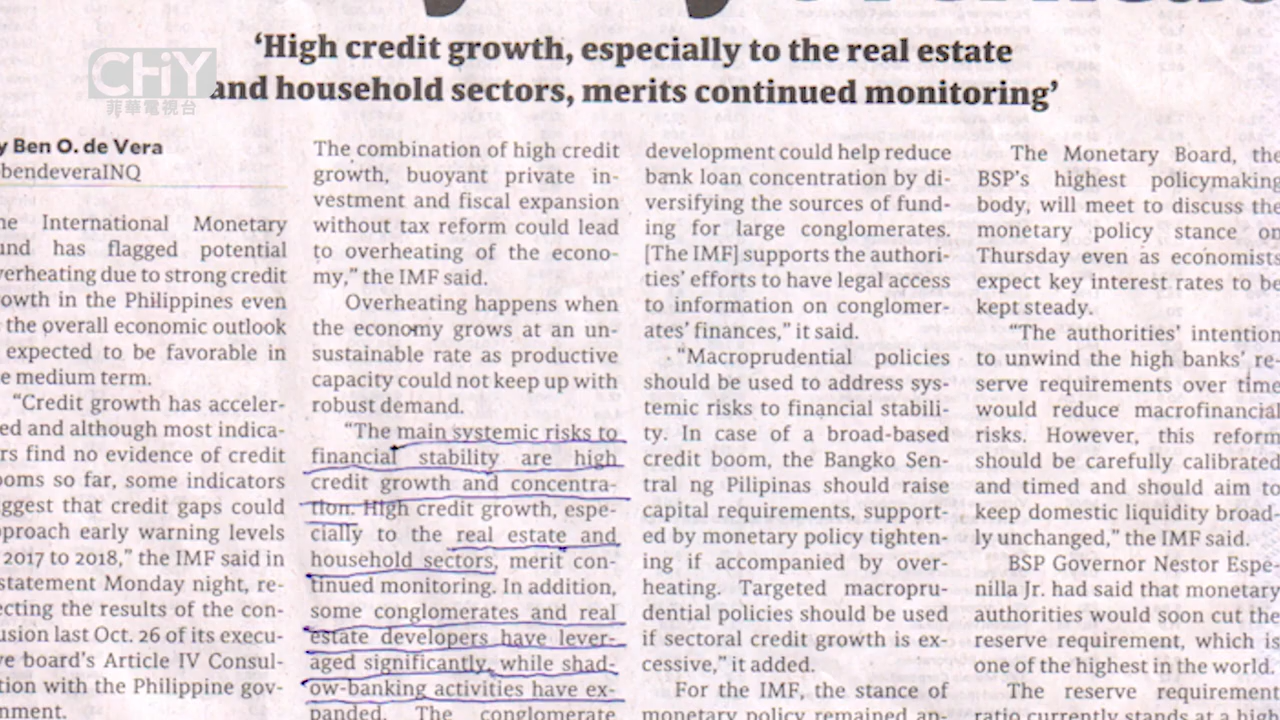 CHiY
菲華電視台
‘High credit growth, especially to the real estate
and household sectors, merits continued monitoring’
y Ben O. de Vera
bendeveraINQ
he International Monetary
und has flagged potential
verheating due to strong credit
owth in the Philippines even
the overall economic outlook
expected to be favorable in
e medium term.
“Credit growth has acceler-
ed and although most indica-
rs find no evidence of credit
oms so far, some indicators
ggest that credit gaps could
pproach early warning levels
2017 to 2018,” the IMF said in
statement Monday night, re-
ecting the results of the con-
usion last Oct. 26 of its execu-
ve board’s Article IV Consul-
tion with the Philippine gov-
nment.
The combination of high credit
growth, buoyant private in-
vestment and fiscal expansion
without tax reform could lead
to overheating of the econo-
my,” the IMF said.
Overheating happens when
the economy grows at an un-
sustainable rate as productive
capacity could not keep up with
robust demand.
“The main systemic risks to
financial stability are high
credit growth and concentra-
tion. High credit growth, espe-
cially to the real estate and
household sectors, merit con-
tinued monitoring. In addition,
some conglomerates and real
estate developers have lever-
aged significantly, while shad-
ow-banking activities have ex-
panded. The conglomerate
development could help reduce
bank loan concentration by di-
versifying the sources of fund-
ing for large conglomerates.
[The IMF] supports the authori-
ties’ efforts to have legal access
to information on conglomer-
ates’ finances,” it said.
“Macroprudential policies
should be used to address sys-
temic risks to financial stabili-
ty. In case of a broad-based
credit boom, the Bangko Sen-
tral ng Pilipinas should raise
capital requirements, support-
ed by monetary policy tighten-
ing if accompanied by over-
heating. Targeted macropru-
dential policies should be used
if sectoral credit growth is ex-
cessive,” it added.
For the IMF, the stance of
monetary policy remained an-
The Monetary Board, the
BSP’s highest policymaking
body, will meet to discuss the
monetary policy stance on
Thursday even as economists
expect key interest rates to be
kept steady.
“The authorities’ intention
to unwind the high banks’ re-
serve requirements over time
would reduce macrofinancial
risks. However, this reform
should be carefully calibrated
and timed and should aim to
keep domestic liquidity broad-
ly unchanged,” the IMF said.
BSP Governor Nestor Espe-
nilla Jr. had said that monetary
authorities would soon cut the
reserve requirement, which is
one of the highest in the world.
The reserve requirement
ratio currently stands at a high